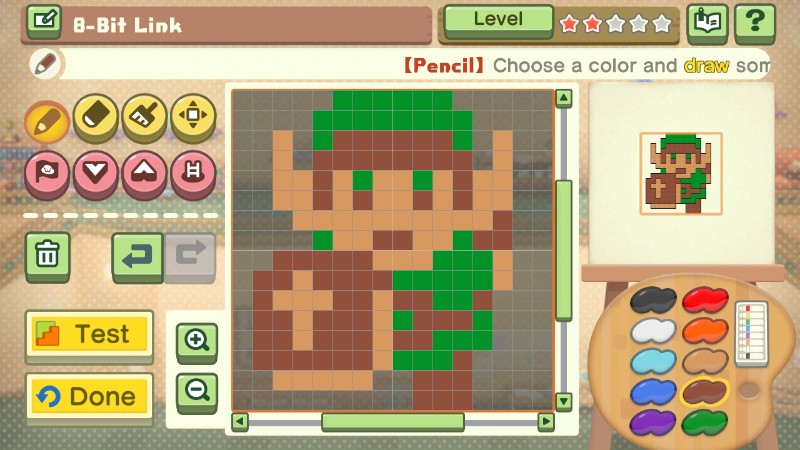 8-Bit Link
Level
【Pencil】 Choose a color and draw som
Test
Done